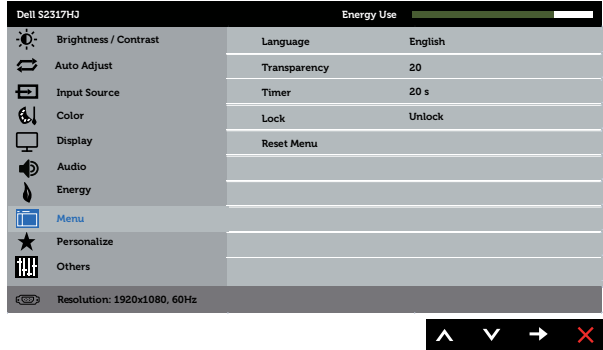 Dell S2317HJ Energy Use
Brightness / Contrast
Auto Adjust
Input Source
Color
Display
Audio
Energy
Menu
Personalize
Others
Language English
Transparency 20
Timer 20 s
Lock Unlock
Reset Menu
Resolution: 1920x1080, 60Hz